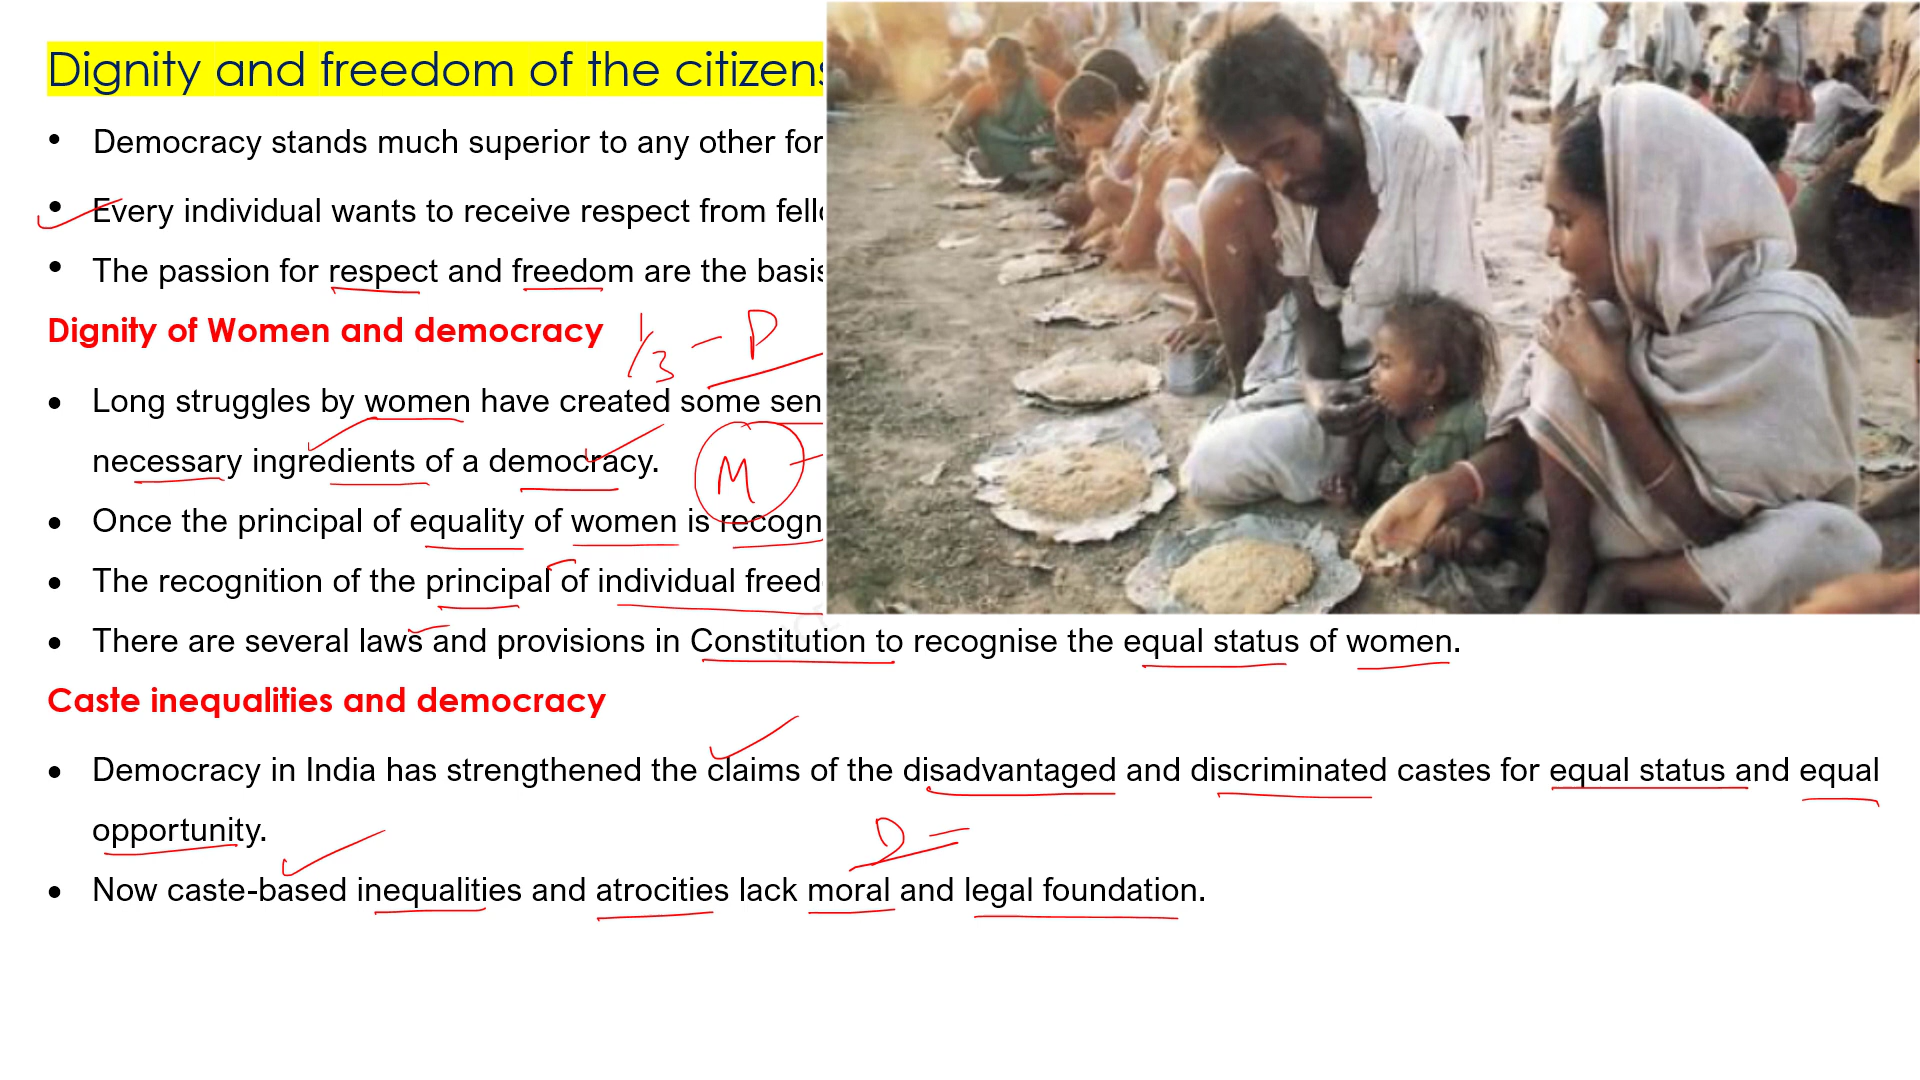 Dignity and freedom of the citizens
• Democracy stands much superior to any other for
• Every individual wants to receive respect from fell
• The passion for respect and freedom are the basis
Dignity of Women and democracy
1/3 - P
• Long struggles by women have created some sen
necessary ingredients of a democracy.
M
• Once the principal of equality of women is recogn
• The recognition of the principal of individual freed
• There are several laws and provisions in Constitution to recognise the equal status of women.
Caste inequalities and democracy
• Democracy in India has strengthened the claims of the disadvantaged and discriminated castes for equal status and equal
opportunity.
D =
• Now caste-based inequalities and atrocities lack moral and legal foundation.